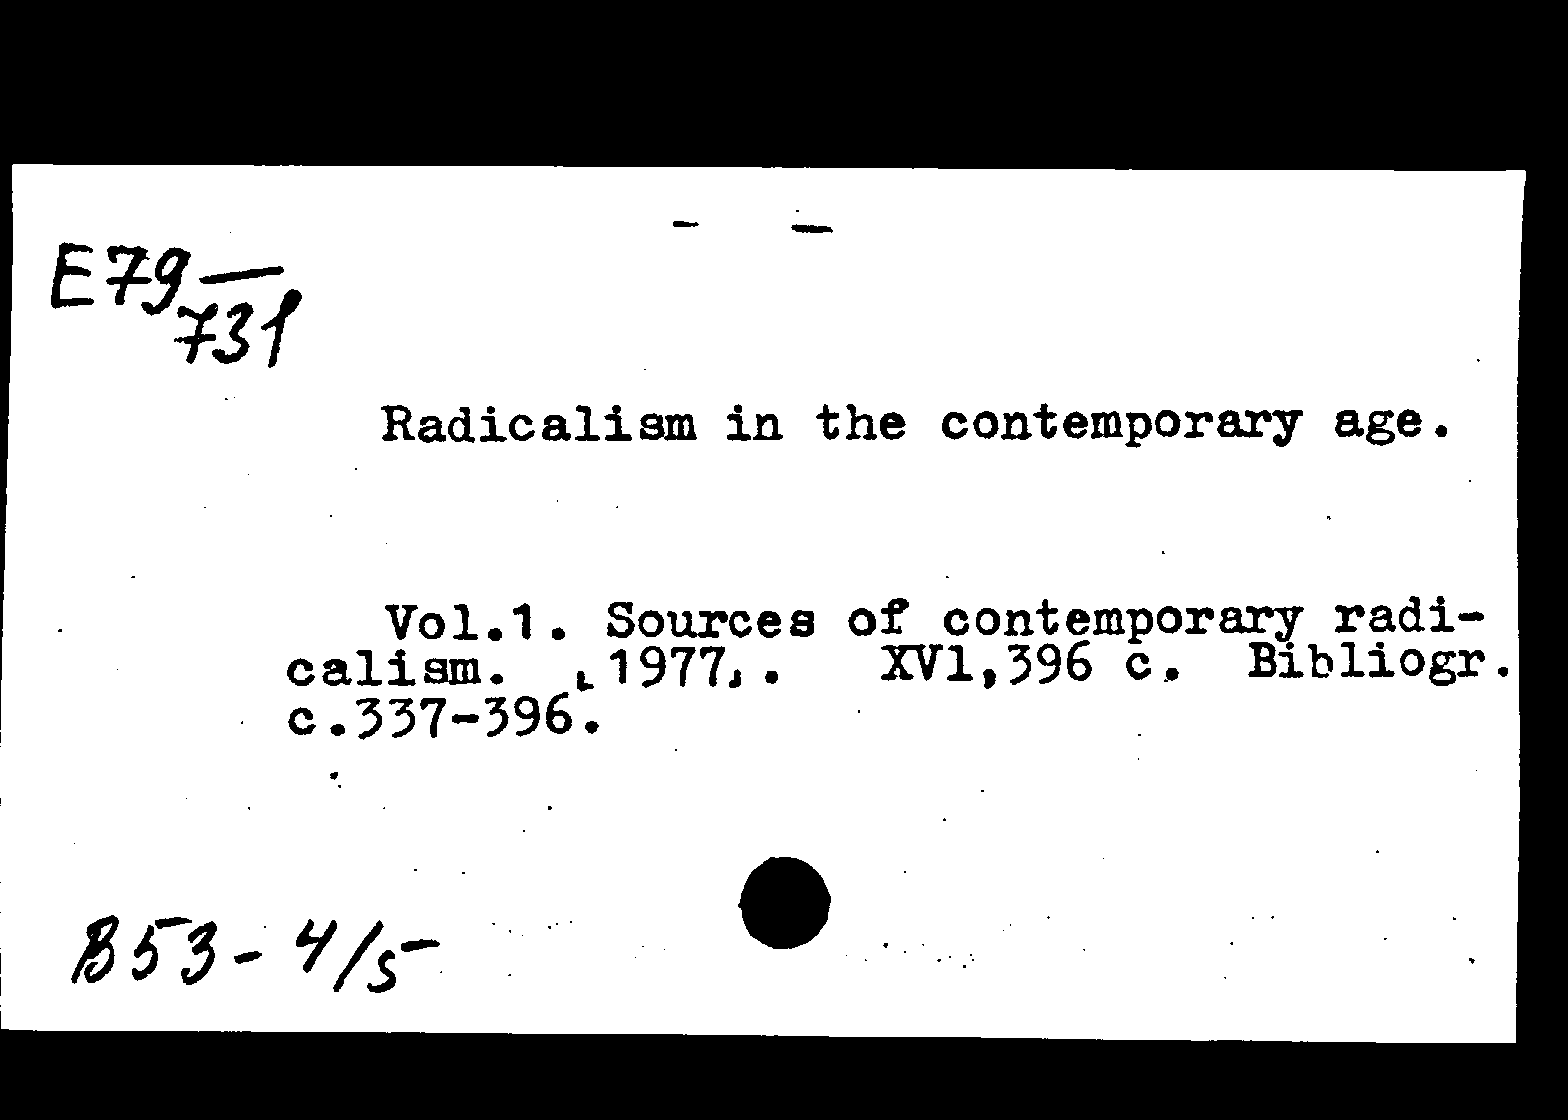 E79—
731
Radicalism in the contemporary age.
Vol.1. Sources of contemporary radi-
calism. [1977]. XVl,396 c. Bibliogr.
c.337-396.
B53-4/5